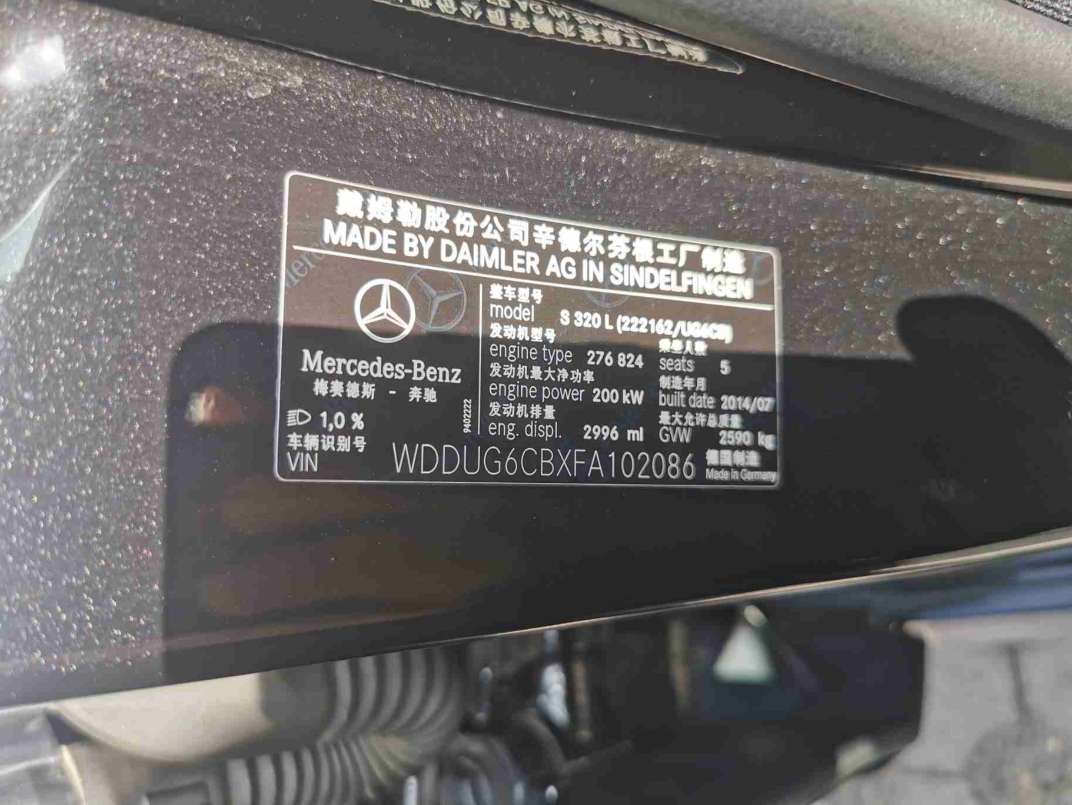 戴姆勒股份公司辛德尔芬根工厂制造
MADE BY DAIMLER AG IN SINDELFINGEN
Mercedes-Benz
梅赛德斯 - 奔驰
1,0 %
9402222
整车型号
model S 320 L (222162/UG6CB)
发动机型号
engine type 276 824
乘乘人数
seats 5
发动机最大净功率
engine power 200 kW
制造年月
built date 2014/07
发动机排量
eng. displ. 2996 ml
最大允许总质量
GVW 2590 kg
车辆识别号
VIN WDDUG6CBXFA102086
德国制造
Made in Germany